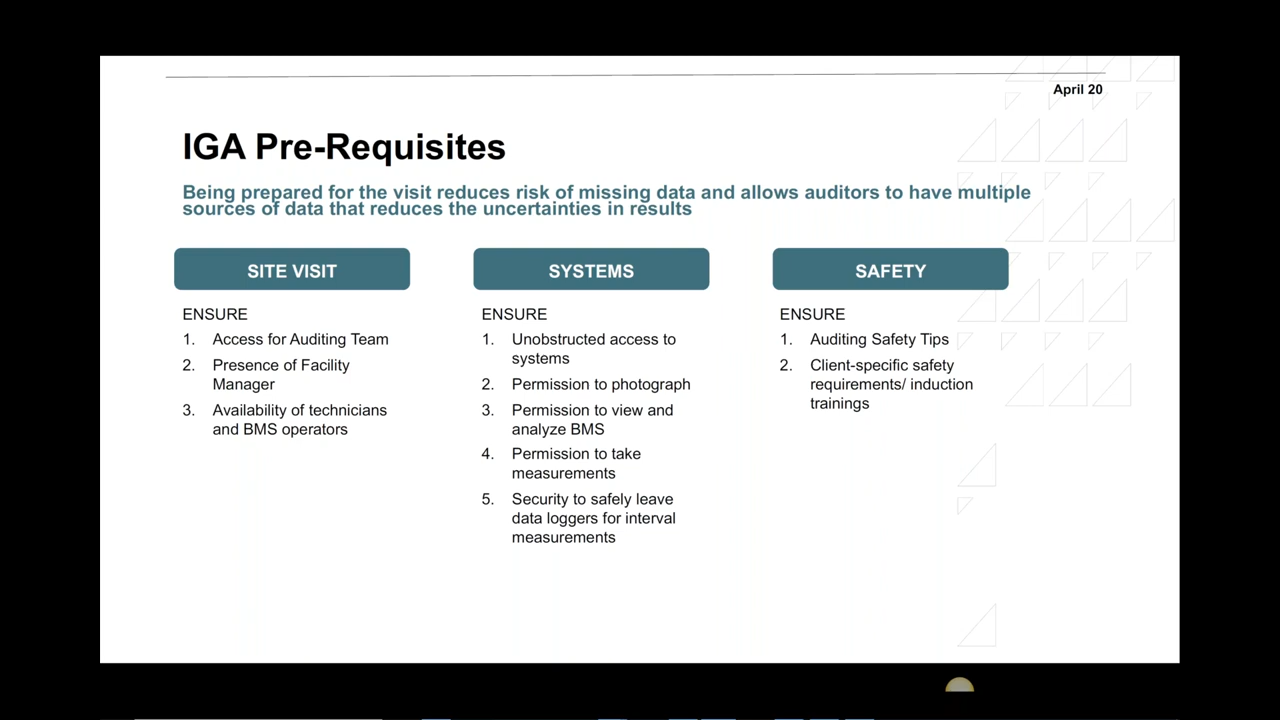 April 20
IGA Pre-Requisites
Being prepared for the visit reduces risk of missing data and allows auditors to have multiple
sources of data that reduces the uncertainties in results
SITE VISIT
ENSURE
1. Access for Auditing Team
2. Presence of Facility
Manager
3. Availability of technicians
and BMS operators
SYSTEMS
ENSURE
1. Unobstructed access to
systems
2. Permission to photograph
3. Permission to view and
analyze BMS
4. Permission to take
measurements
5. Security to safely leave
data loggers for interval
measurements
SAFETY
ENSURE
1. Auditing Safety Tips
2. Client-specific safety
requirements/ induction
trainings